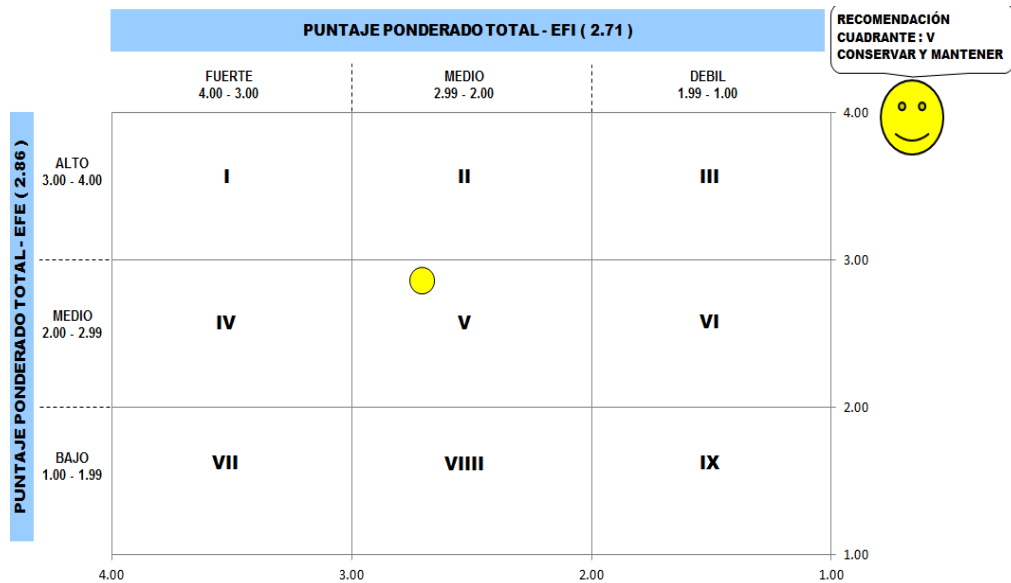 PUNTAJE PONDERADO TOTAL - EFI ( 2.71 )
RECOMENDACIÓN
CUADRANTE : V
CONSERVAR Y MANTENER
FUERTE
4.00 - 3.00
MEDIO
2.99 - 2.00
DEBIL
1.99 - 1.00
PUNTAJE PONDERADO TOTAL - EFE ( 2.86 )
4.00
ALTO
3.00 - 4.00
I
II
III
3.00
MEDIO
2.00 - 2.99
IV
V
VI
2.00
BAJO
1.00 - 1.99
VII
VIIII
IX
1.00
4.00
3.00
2.00
1.00